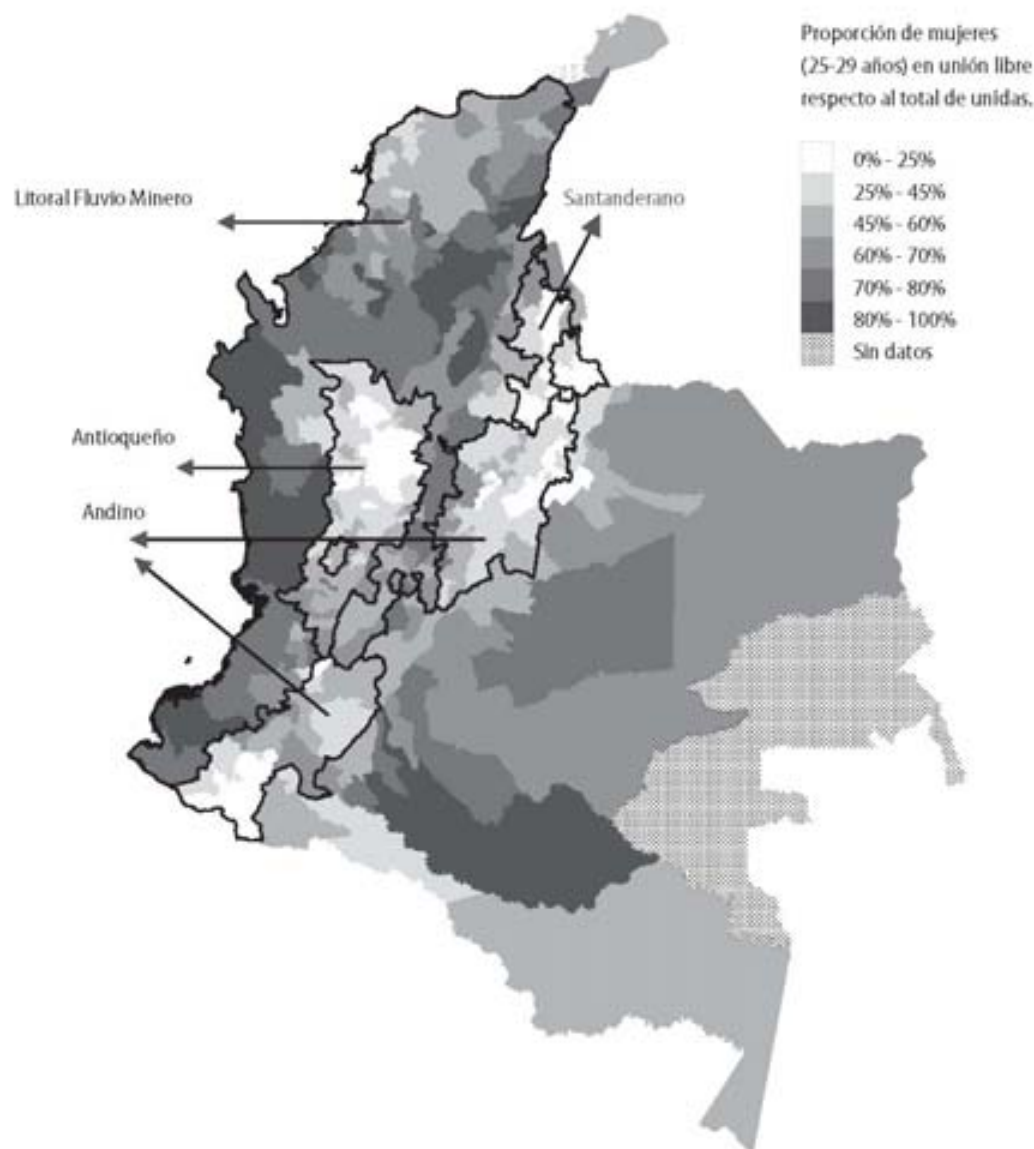 Proporción de mujeres
(25-29 años) en unión libre
respecto al total de unidas.
0% - 25%
25% - 45%
45% - 60%
60% - 70%
70% - 80%
80% - 100%
Sin datos
Litoral Fluvio Minero
Santanderano
Antioqueño
Andino